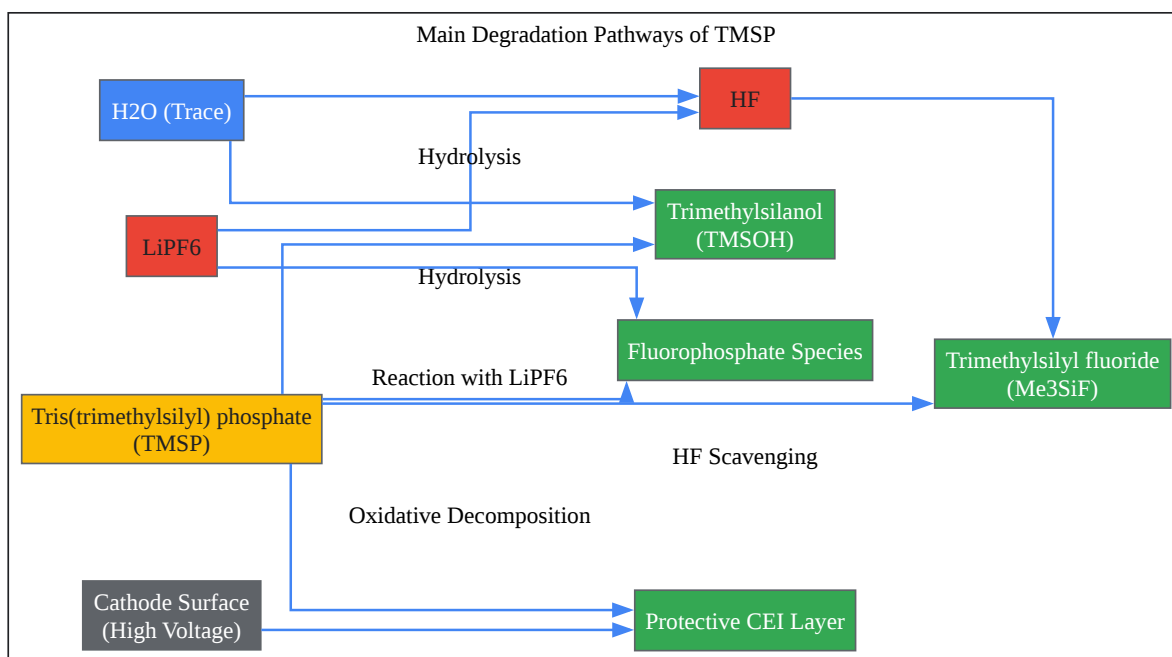 Main Degradation Pathways of TMSP
H2O (Trace)
HF
Hydrolysis
Trimethylsilanol
(TMSOH)
LiPF6
Hydrolysis
Fluorophosphate Species
Trimethylsilyl fluoride
(Me3SiF)
Reaction with LiPF6
Tris(trimethylsilyl) phosphate
(TMSP)
HF Scavenging
Oxidative Decomposition
Cathode Surface
(High Voltage)
Protective CEI Layer